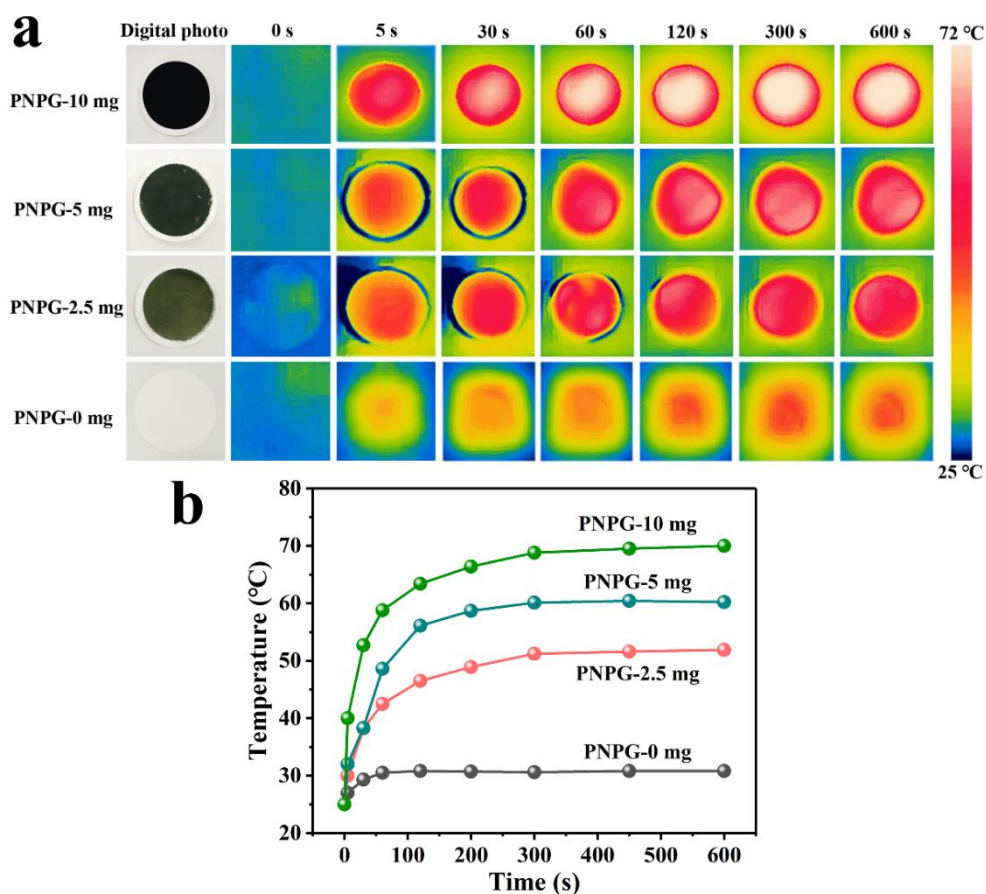 a
Digital photo 0 s 5 s 30 s 60 s 120 s 300 s 600 s 72 °C
PNPG-10 mg
PNPG-5 mg
PNPG-2.5 mg
PNPG-0 mg
25 °C
b
80
70
60
50
40
30
20
Temperature (°C)
PNPG-10 mg
PNPG-5 mg
PNPG-2.5 mg
PNPG-0 mg
0 100 200 300 400 500 600
Time (s)